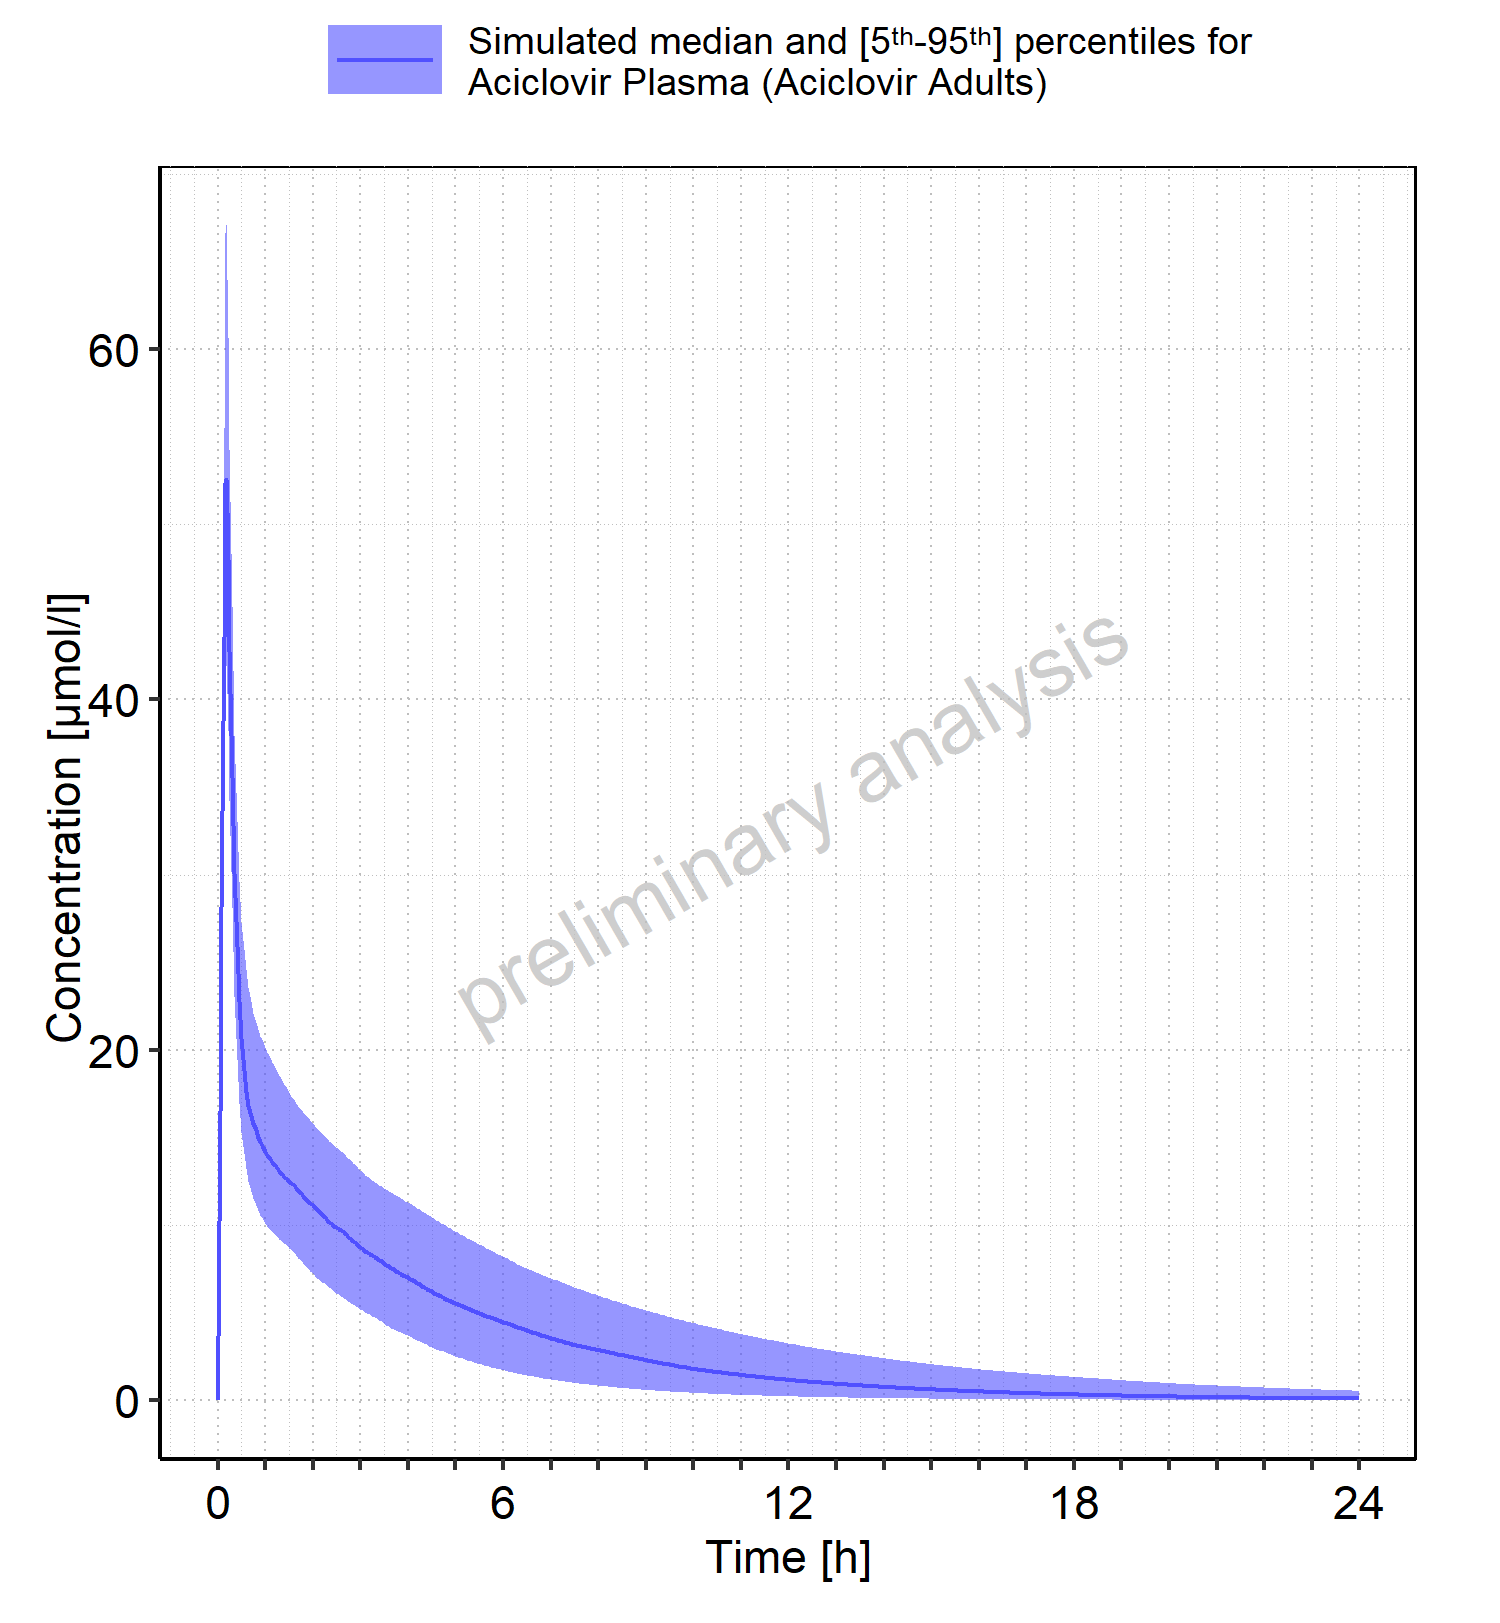 Simulated median and [5ᵗʰ-95ᵗʰ] percentiles for
Aciclovir Plasma (Aciclovir Adults)
Concentration [µmol/l]
60
40
20
0
preliminary analysis
0 6 12 18 24
Time [h]